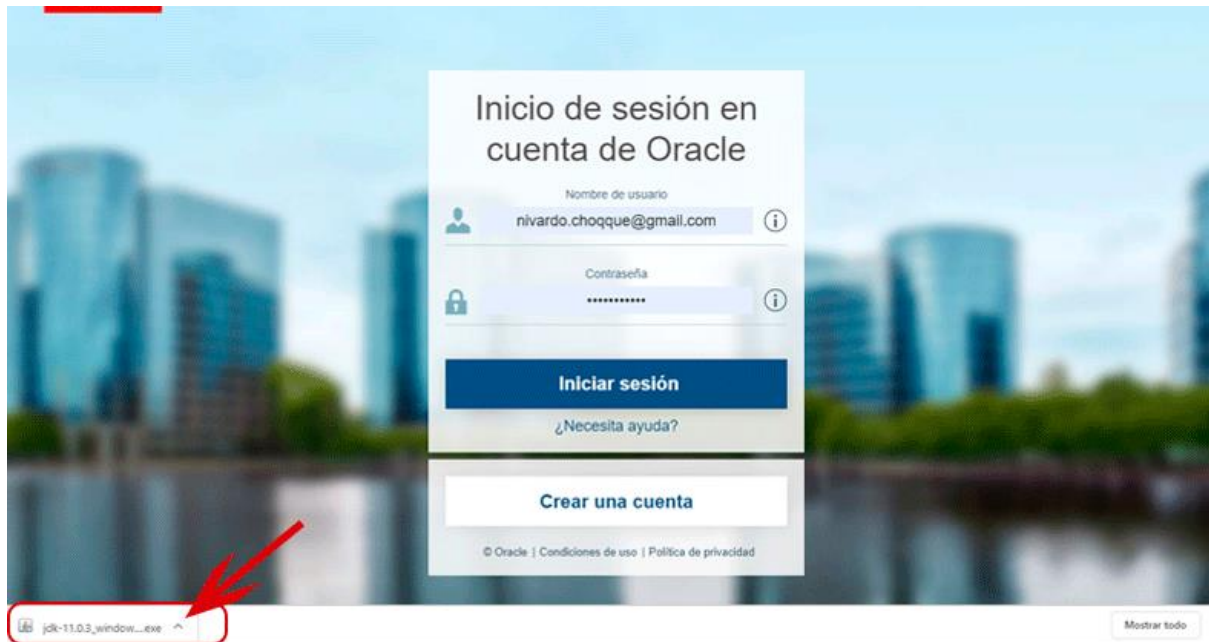 Inicio de sesión en
cuenta de Oracle
Nombre de usuario
nivardo.choqque@gmail.com
Contraseña
•••••••••••
Iniciar sesión
¿Necesita ayuda?
Crear una cuenta
© Oracle | Condiciones de uso | Política de privacidad
jdk-11.0.3_window....exe
Mostrar todo